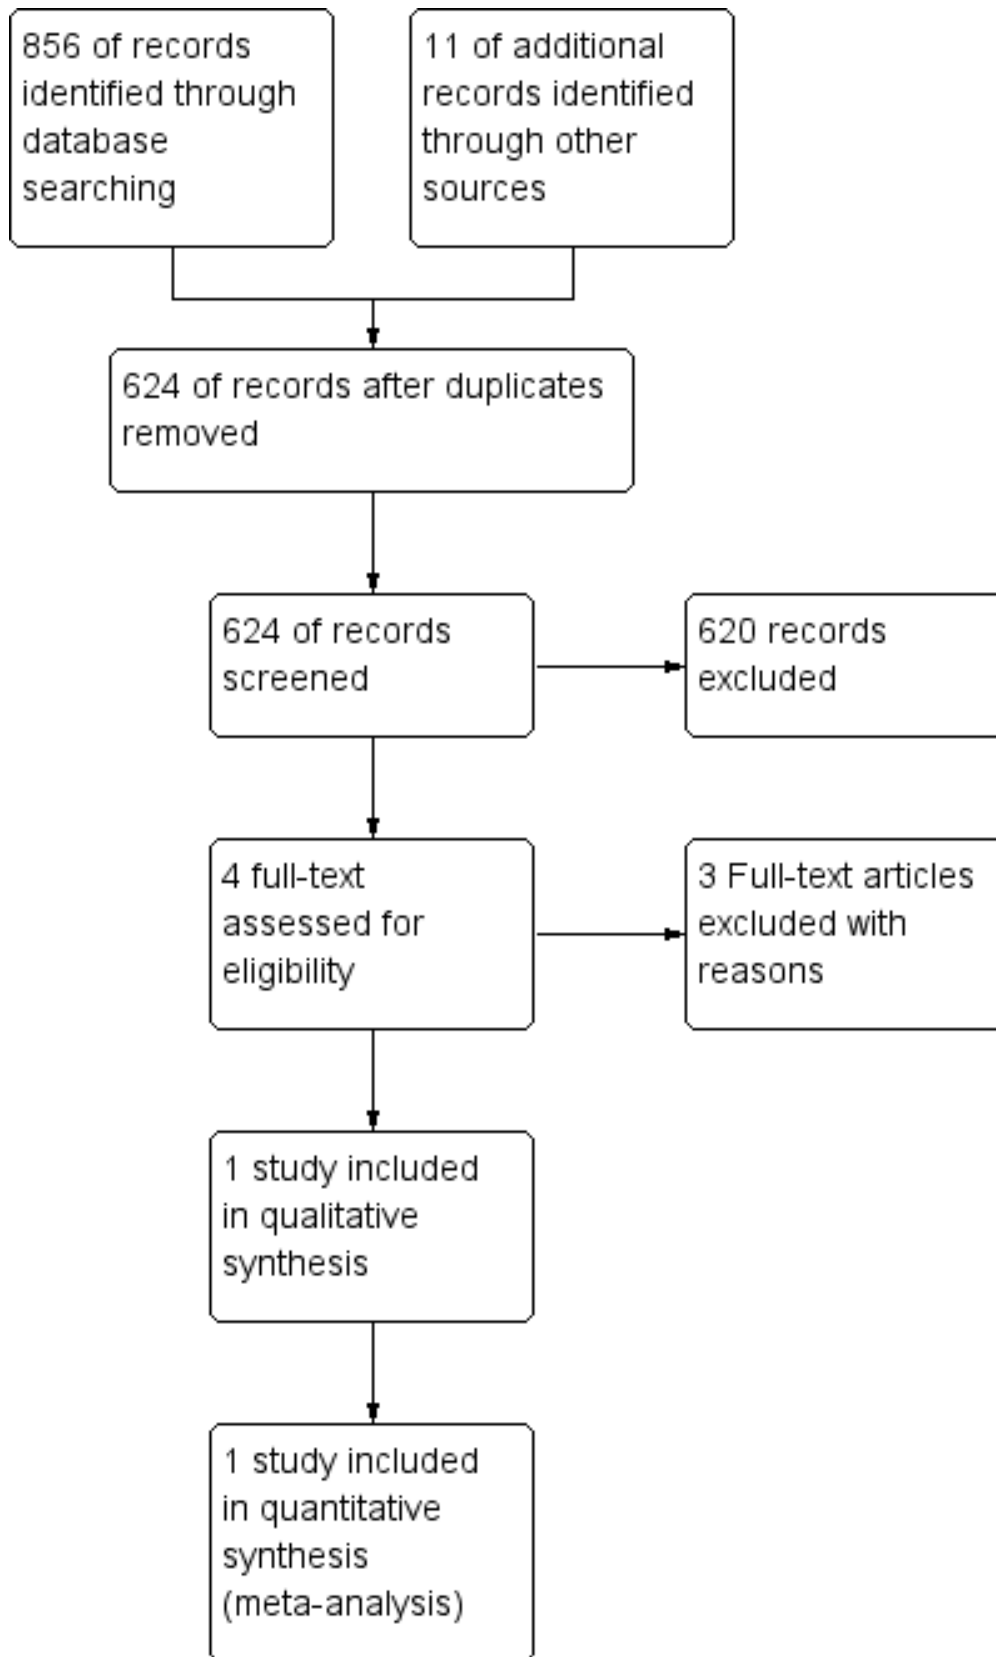 856 of records
identified through
database
searching
11 of additional
records identified
through other
sources
624 of records after duplicates
removed
624 of records
screened
620 records
excluded
4 full-text
assessed for
eligibility
3 Full-text articles
excluded with
reasons
1 study included
in qualitative
synthesis
1 study included
in quantitative
synthesis
(meta-analysis)